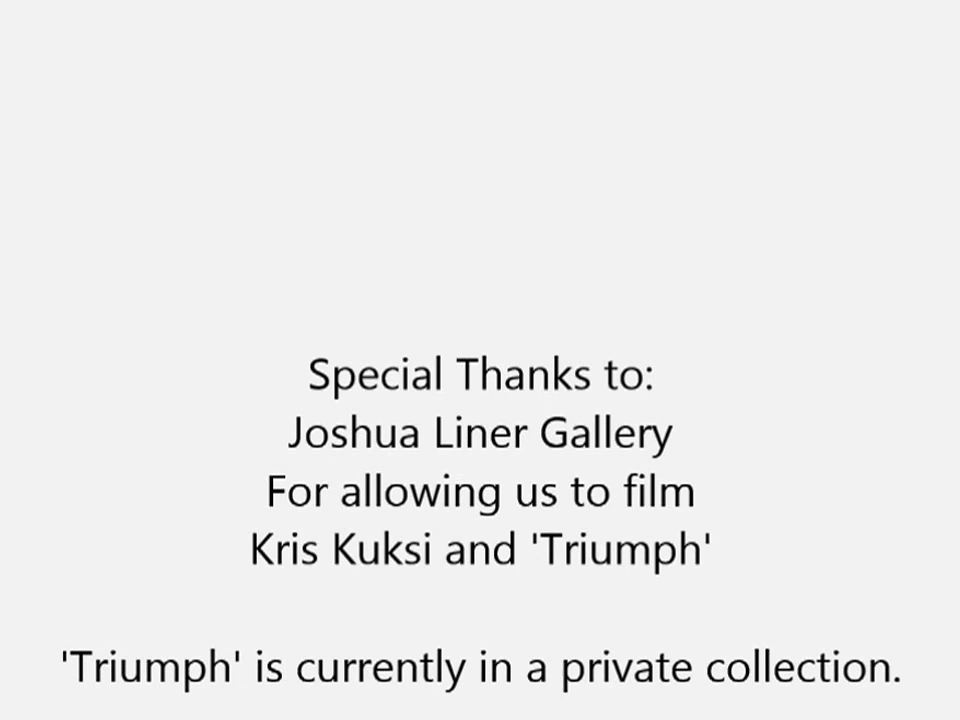 Special Thanks to:
Joshua Liner Gallery
For allowing us to film
Kris Kuksi and 'Triumph'
'Triumph' is currently in a private collection.